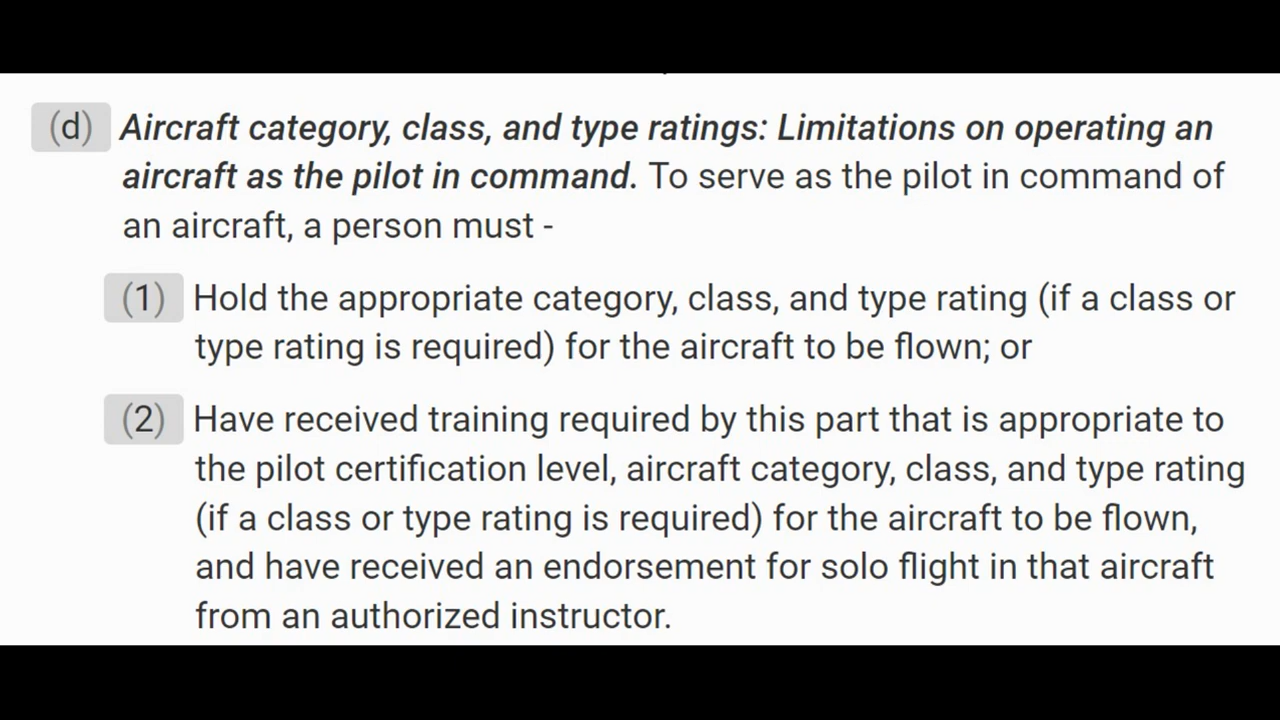 (d) Aircraft category, class, and type ratings: Limitations on operating an
aircraft as the pilot in command. To serve as the pilot in command of
an aircraft, a person must -
(1) Hold the appropriate category, class, and type rating (if a class or
type rating is required) for the aircraft to be flown; or
(2) Have received training required by this part that is appropriate to
the pilot certification level, aircraft category, class, and type rating
(if a class or type rating is required) for the aircraft to be flown,
and have received an endorsement for solo flight in that aircraft
from an authorized instructor.